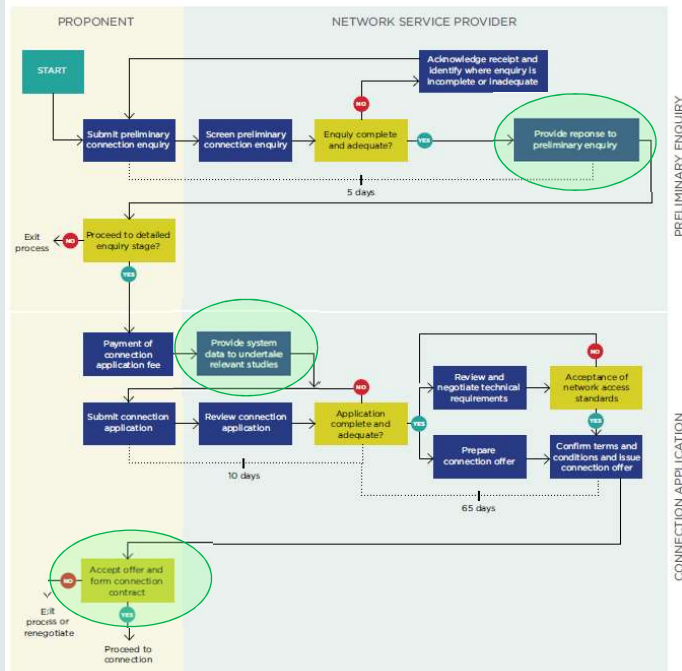 PROPONENT
NETWORK SERVICE PROVIDER
START
Acknowledge receipt and
identify where enquiry is
incomplete or inadequate
NO
Submit preliminary
connection enquiry
Screen preliminary
connection enquiry
Enquiy complete
and adequate?
YES
Provide reponse to
preliminary enquiry
5 days
PRELIMINARY ENQUIRY
Exit
process
NO
Proceed to detailed
enquiry stage?
YES
Payment of
connection
application fee
Provide system
data to undertake
relevant studies
NO
Review and
negotiate technical
requirements
NO
Acceptance of
network access
standards
Submit connection
application
Review connection
application
Application
complete and
adequate?
YES
YES
Prepare
connection offer
Confirm terms and
conditions and issue
connection offer
10 days
65 days
CONNECTION APPLICATION
Accept offer and
form connection
contract
NO
Exit
process or
renegotiate
YES
Proceed to
connection